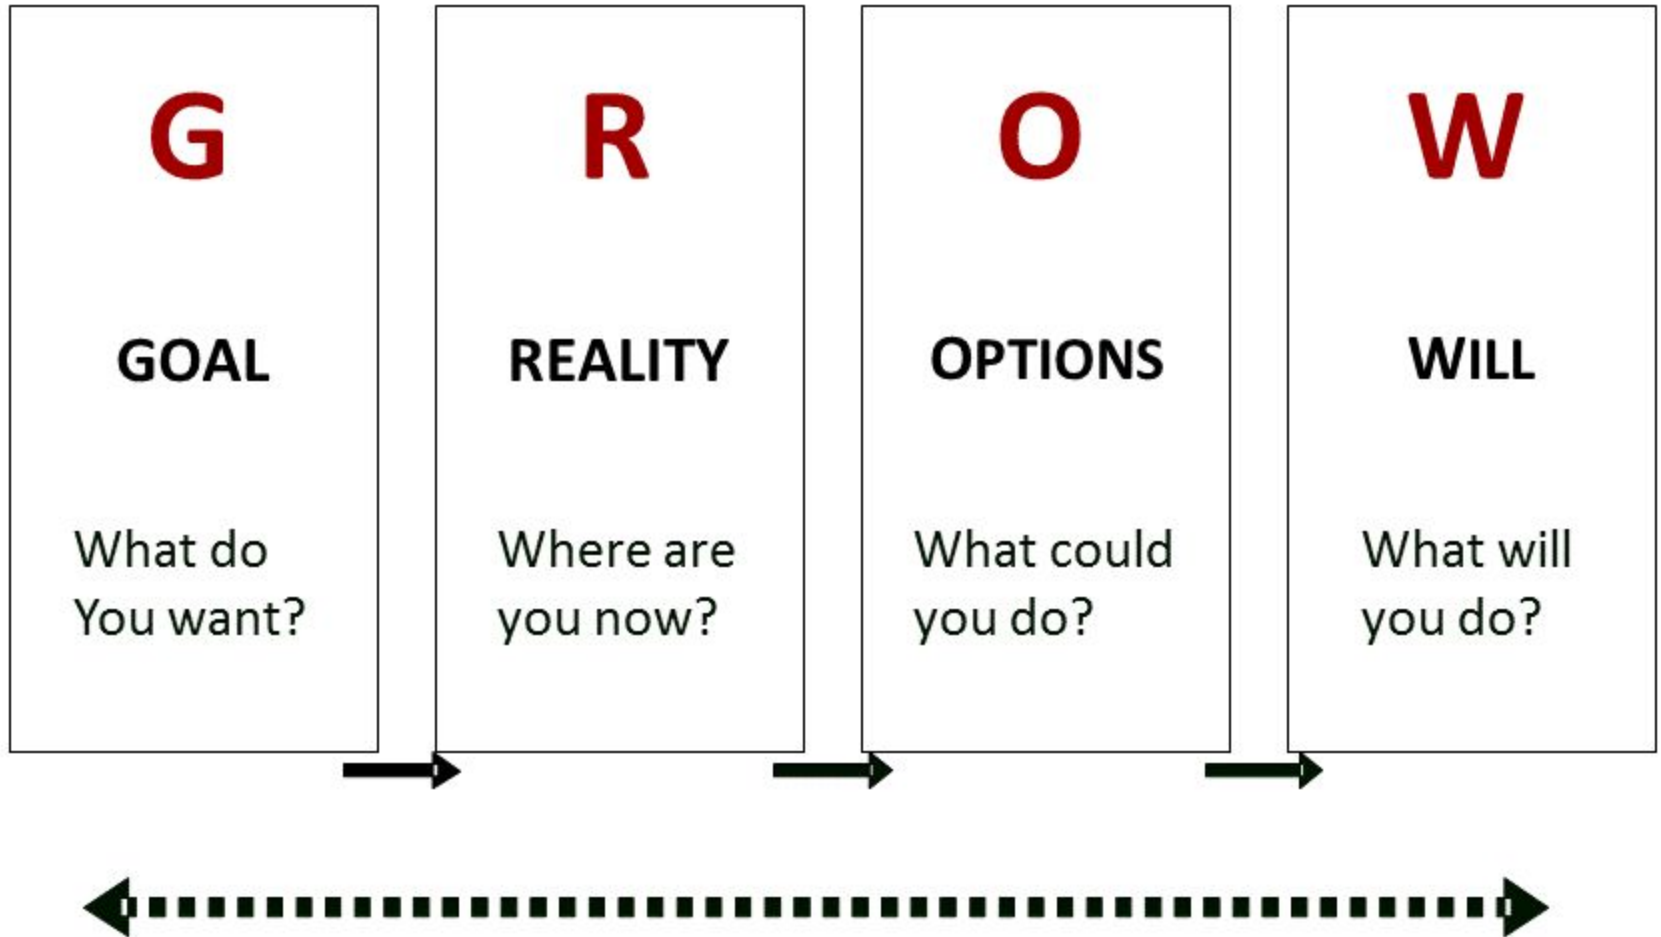 G
GOAL
What do
You want?
R
REALITY
Where are
you now?
O
OPTIONS
What could
you do?
W
WILL
What will
you do?